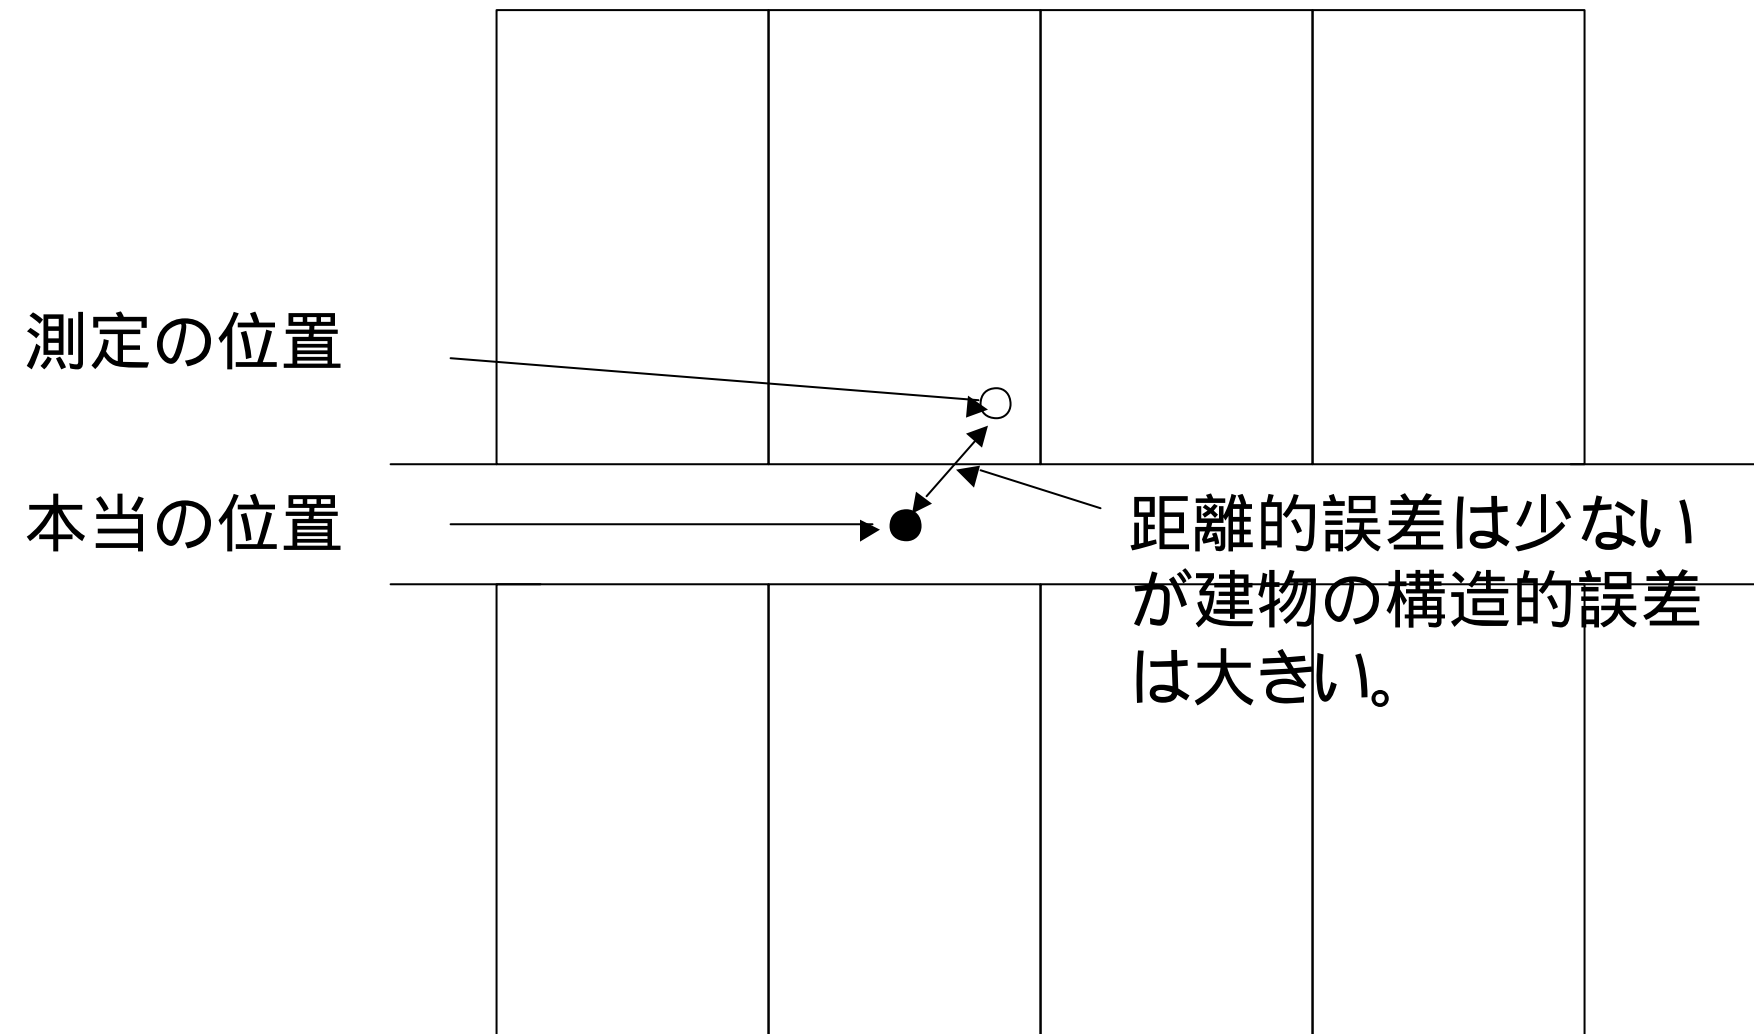 測定の位置
本当の位置
距離的誤差は少ない
が建物の構造的誤差
は大きい。